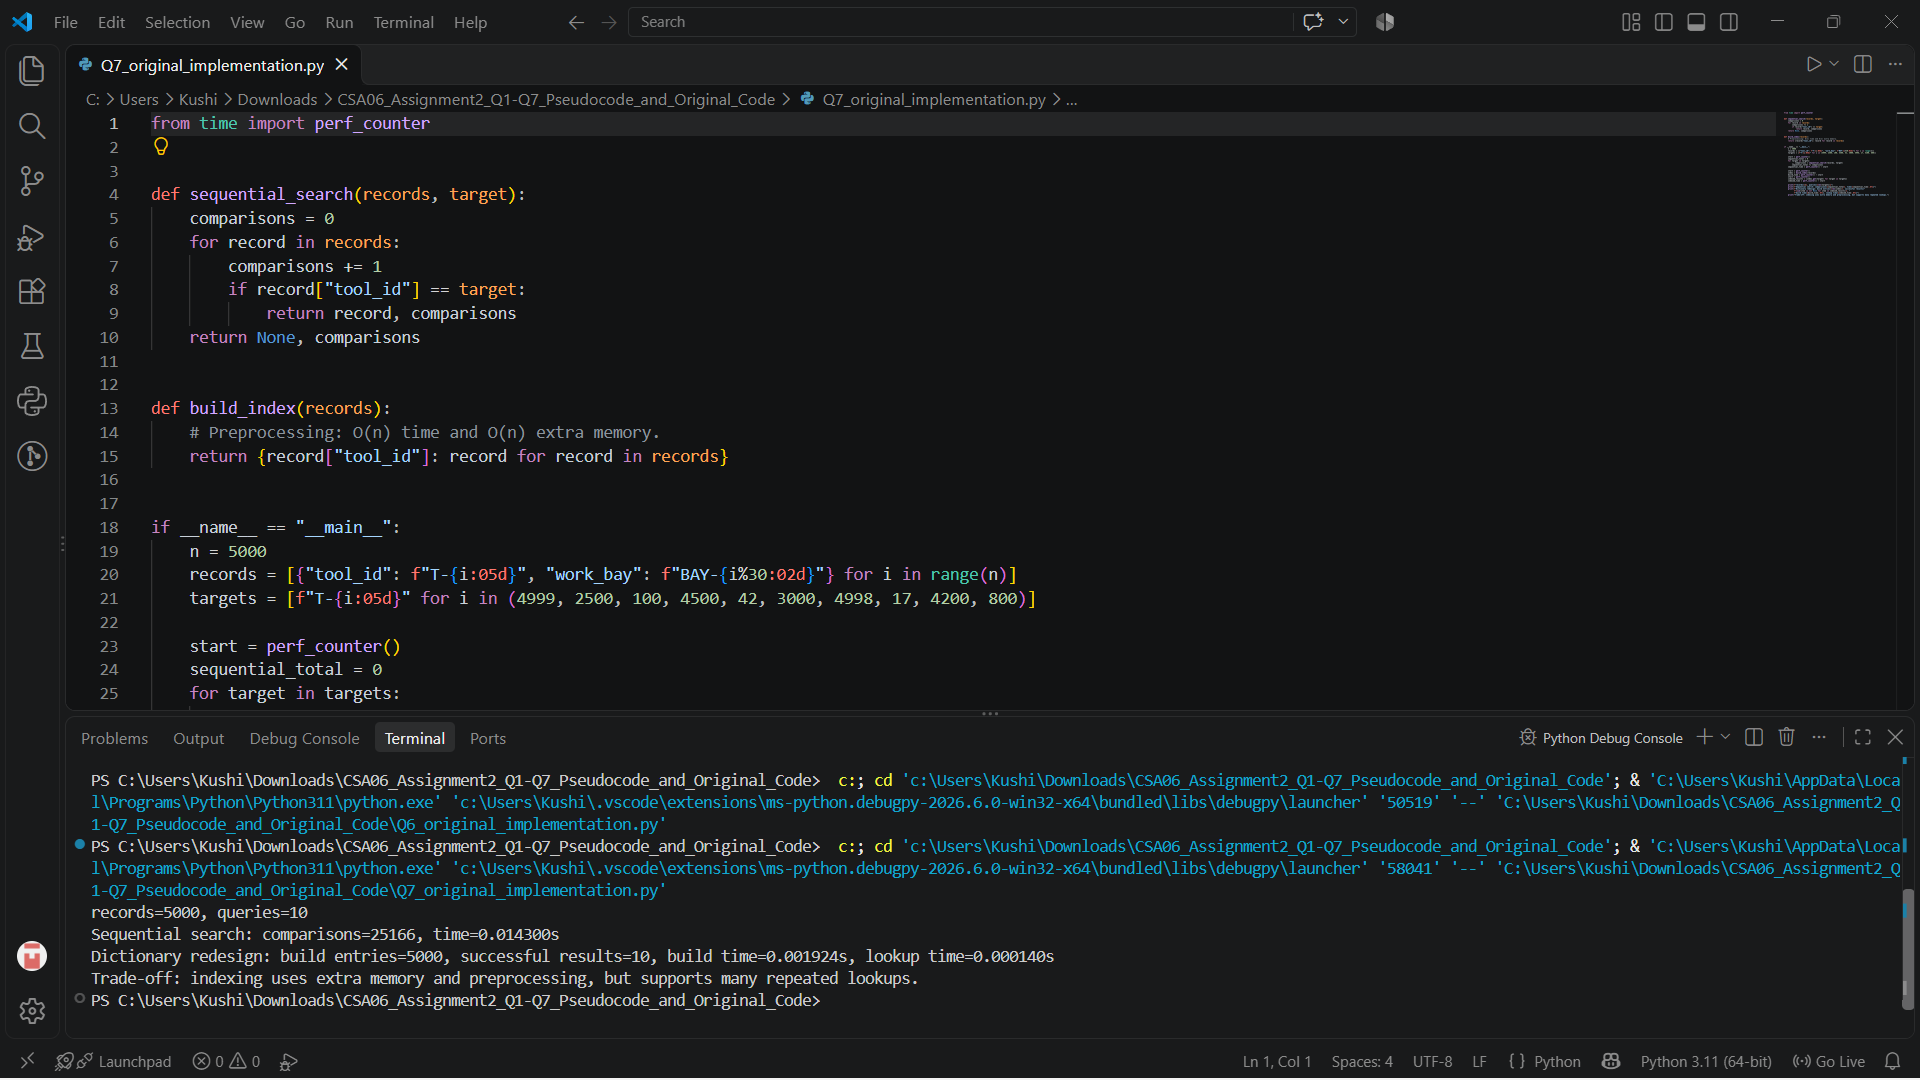 File Edit Selection View Go Run Terminal Help
Search
Q7_original_implementation.py
C: > Users > Kushi > Downloads > CSA06_Assignment2_Q1-Q7_Pseudocode_and_Original_Code > Q7_original_implementation.py > ...
1 from time import perf_counter
2
3
4 def sequential_search(records, target):
5     comparisons = 0
6     for record in records:
7         comparisons += 1
8         if record["tool_id"] == target:
9             return record, comparisons
10     return None, comparisons
11
12
13 def build_index(records):
14     # Preprocessing: O(n) time and O(n) extra memory.
15     return {record["tool_id"]: record for record in records}
16
17
18 if __name__ == "__main__":
19     n = 5000
20     records = [{"tool_id": f"T-{i:05d}", "work_bay": f"BAY-{i%30:02d}"} for i in range(n)]
21     targets = [f"T-{i:05d}" for i in (4999, 2500, 100, 4500, 42, 3000, 4998, 17, 4200, 800)]
22
23     start = perf_counter()
24     sequential_total = 0
25     for target in targets:
Problems Output Debug Console Terminal Ports
Python Debug Console
PS C:\Users\Kushi\Downloads\CSA06_Assignment2_Q1-Q7_Pseudocode_and_Original_Code>  c:; cd 'c:\Users\Kushi\Downloads\CSA06_Assignment2_Q1-Q7_Pseudocode_and_Original_Code'; & 'C:\Users\Kushi\AppData\Loca
l\Programs\Python\Python311\python.exe' 'c:\Users\Kushi\.vscode\extensions\ms-python.debugpy-2026.6.0-win32-x64\bundled\libs\debugpy\launcher' '50519' '--' 'C:\Users\Kushi\Downloads\CSA06_Assignment2_Q
1-Q7_Pseudocode_and_Original_Code\Q6_original_implementation.py'
PS C:\Users\Kushi\Downloads\CSA06_Assignment2_Q1-Q7_Pseudocode_and_Original_Code>  c:; cd 'c:\Users\Kushi\Downloads\CSA06_Assignment2_Q1-Q7_Pseudocode_and_Original_Code'; & 'C:\Users\Kushi\AppData\Loca
l\Programs\Python\Python311\python.exe' 'c:\Users\Kushi\.vscode\extensions\ms-python.debugpy-2026.6.0-win32-x64\bundled\libs\debugpy\launcher' '58041' '--' 'C:\Users\Kushi\Downloads\CSA06_Assignment2_Q
1-Q7_Pseudocode_and_Original_Code\Q7_original_implementation.py'
records=5000, queries=10
Sequential search: comparisons=25166, time=0.014300s
Dictionary redesign: build entries=5000, successful results=10, build time=0.001924s, lookup time=0.000140s
Trade-off: indexing uses extra memory and preprocessing, but supports many repeated lookups.
PS C:\Users\Kushi\Downloads\CSA06_Assignment2_Q1-Q7_Pseudocode_and_Original_Code>
Launchpad 0 0 Ln 1, Col 1 Spaces: 4 UTF-8 LF {} Python Python 3.11 (64-bit) Go Live